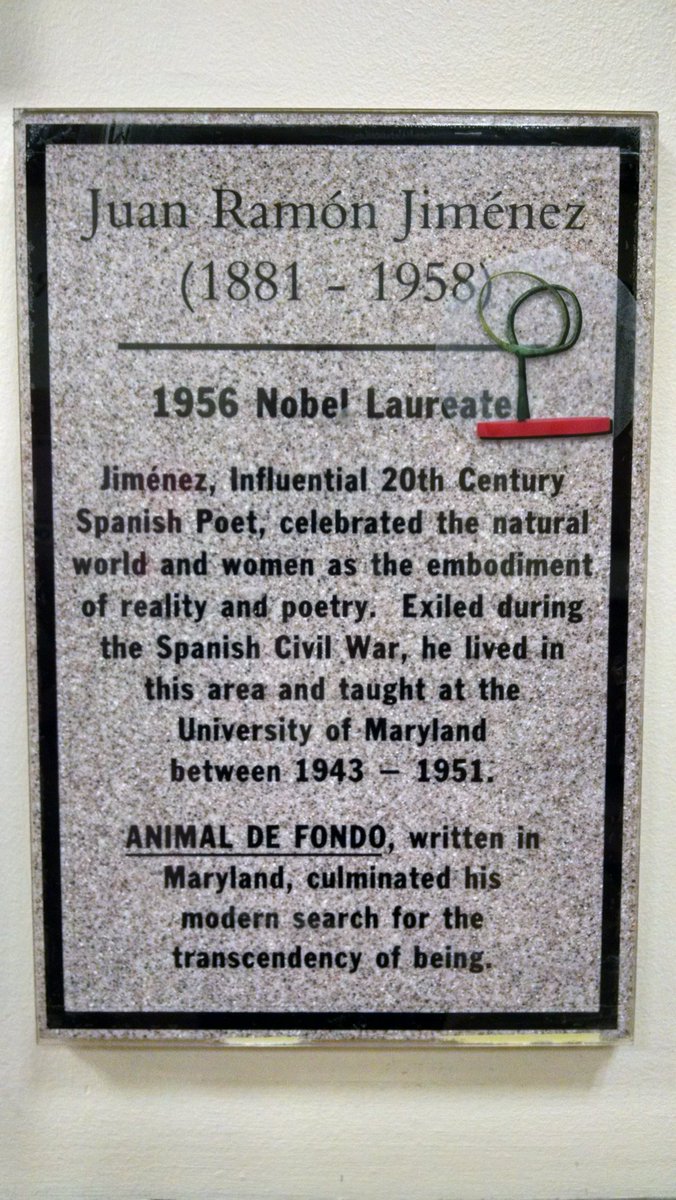 Juan Ramón Jiménez
(1881 - 1958)
1956 Nobel Laureate
Jiménez, Influential 20th Century
Spanish Poet, celebrated the natural
world and women as the embodiment
of reality and poetry. Exiled during
the Spanish Civil War, he lived in
this area and taught at the
University of Maryland
between 1943 – 1951.
ANIMAL DE FONDO, written in
Maryland, culminated his
modern search for the
transcendency of being.